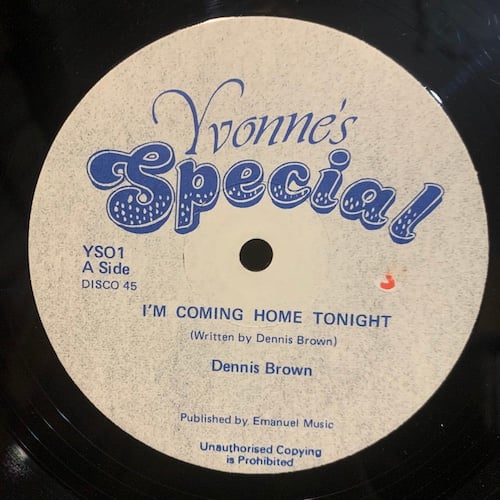 Yvonne's
Special
YS01
A Side
DISCO 45
I'M COMING HOME TONIGHT
(Written by Dennis Brown)
Dennis Brown
Published by Emanuel Music
Unauthorised Copying
is Prohibited